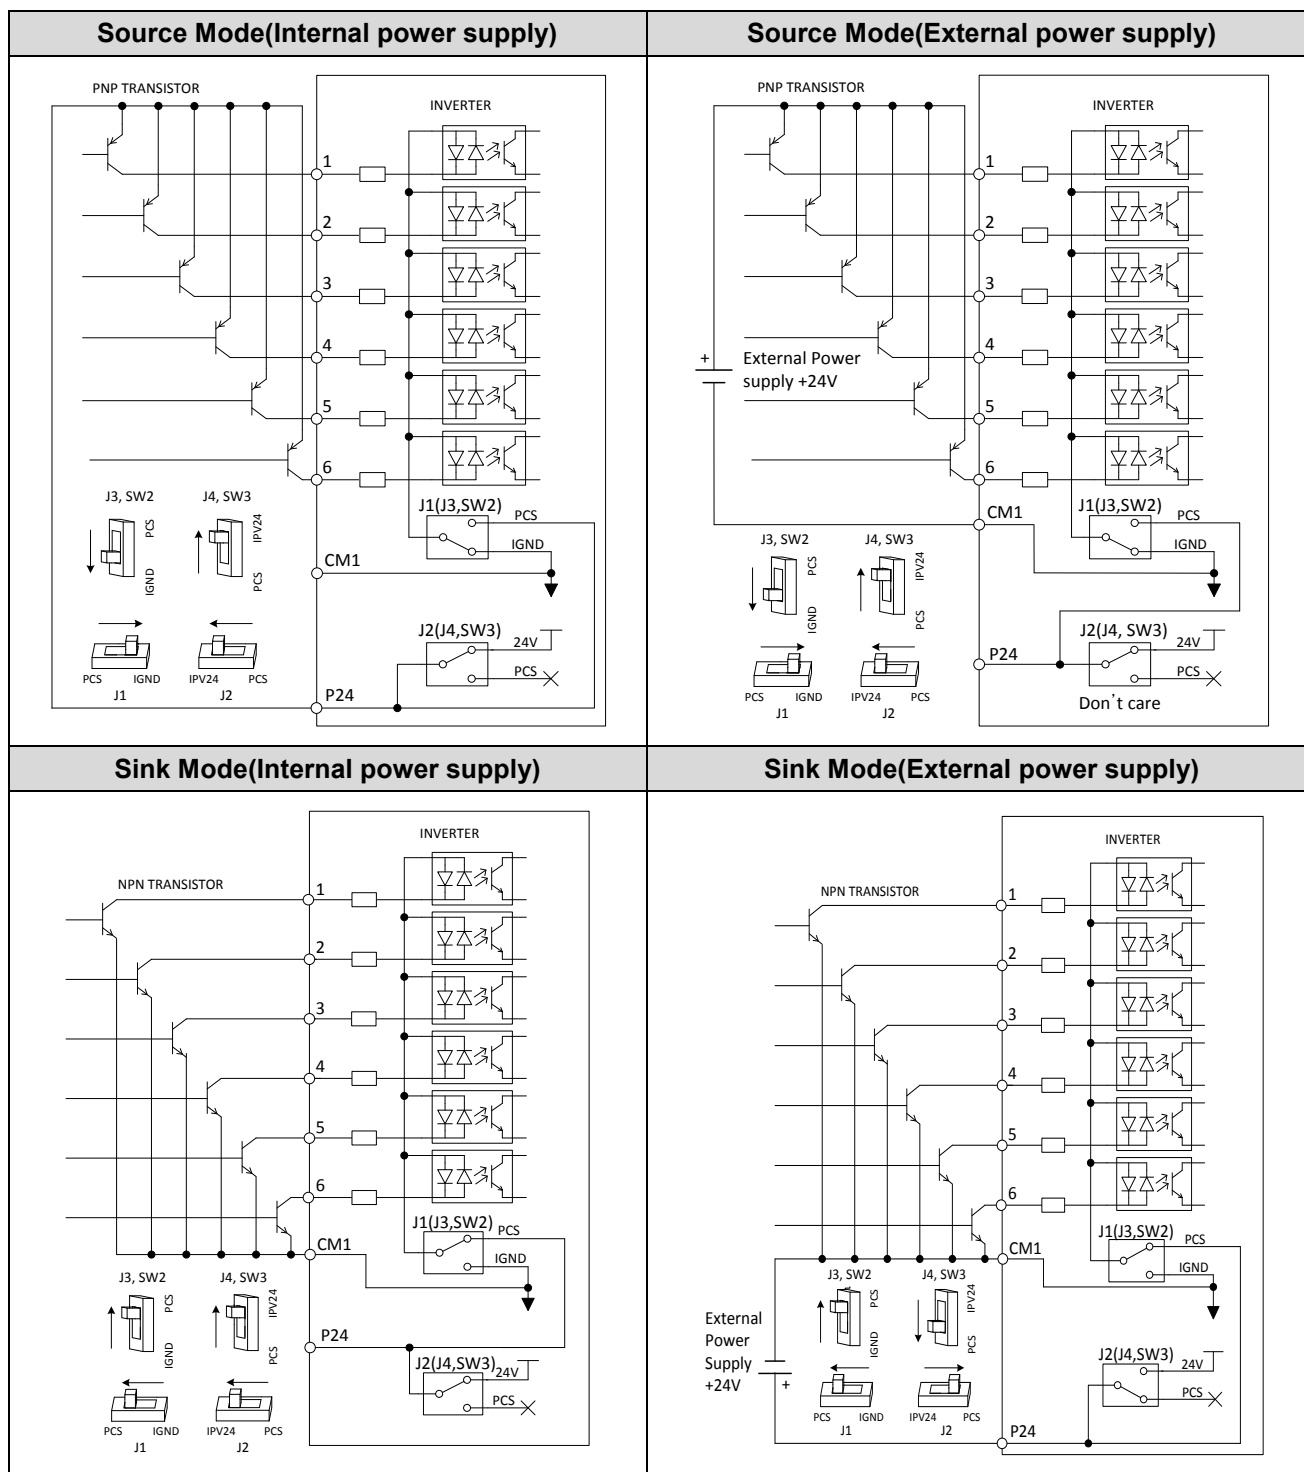 Source Mode(Internal power supply)
PNP TRANSISTOR
INVERTER
1
2
3
4
5
6
J3, SW2
J4, SW3
PCS
IGND
IPV24
PCS
J1(J3,SW2)
PCS
IGND
CM1
J2(J4,SW3)
24V
PCS
PCS IGND
J1
IPV24 PCS
J2
P24
Source Mode(External power supply)
PNP TRANSISTOR
INVERTER
1
2
3
4
External Power
supply +24V
+
5
6
CM1
J1(J3,SW2)
PCS
IGND
J3, SW2
J4, SW3
PCS
IGND
IPV24
PCS
P24
J2(J4, SW3)
24V
PCS
Don't care
PCS IGND
J1
IPV24 PCS
J2
Sink Mode(Internal power supply)
INVERTER
NPN TRANSISTOR
1
2
3
4
5
6
J1(J3,SW2)
PCS
IGND
CM1
J3, SW2
J4, SW3
PCS
IGND
IPV24
PCS
P24
J2(J4,SW3)
24V
PCS
PCS IGND
J1
IPV24 PCS
J2
Sink Mode(External power supply)
INVERTER
NPN TRANSISTOR
1
2
3
4
5
6
J1(J3,SW2)
PCS
IGND
CM1
J3, SW2
J4, SW3
PCS
IGND
IPV24
PCS
External
Power
Supply
+24V
+
J2(J4,SW3)
24V
PCS
PCS IGND
J1
IPV24 PCS
J2
P24